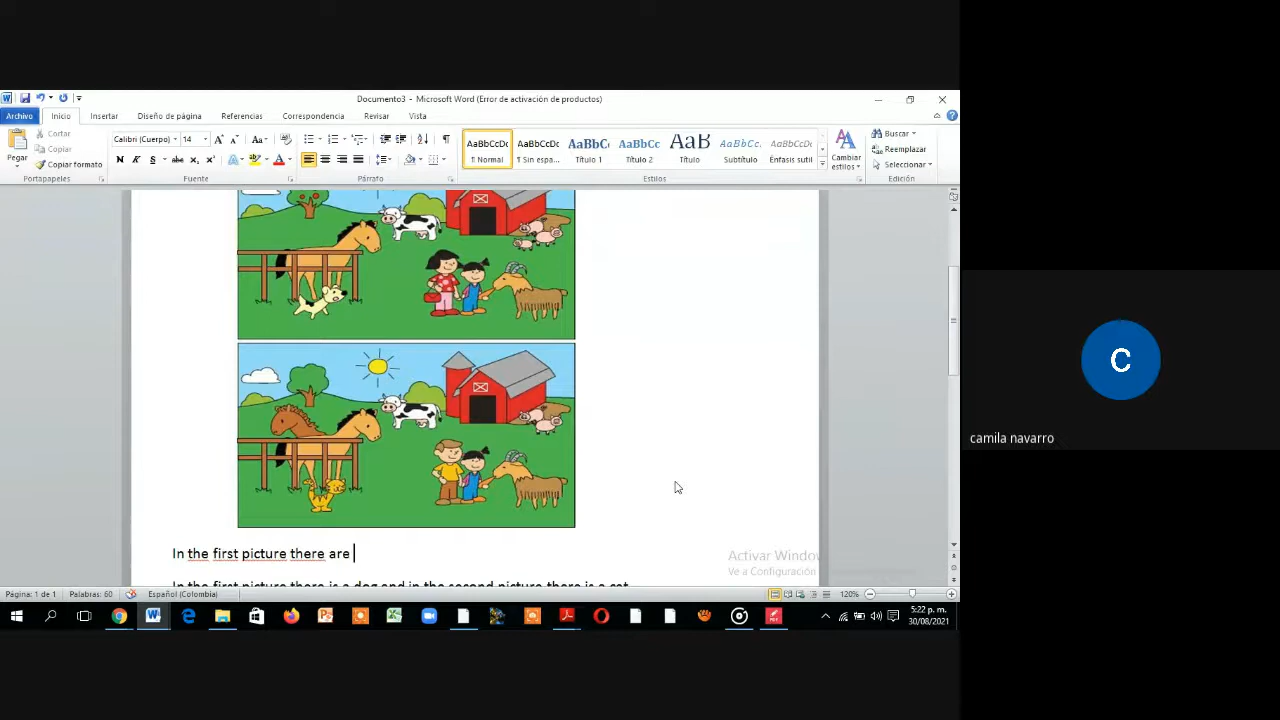 Documento3 - Microsoft Word (Error de activación de productos)
Archivo Inicio Insertar Diseño de página Referencias Correspondencia Revisar Vista
Pegar
Cortar
Copiar
Copiar formato
Portapapeles
Calibri (Cuerpo) 14
N K S abc x₂ x²
Fuente
Párrafo
AaBbCcDc AaBbCcDc AaBbC AaBbCc AaB AaBbCc. AaBbCcDc
¶ Normal ¶ Sin espa... Título 1 Título 2 Título Subtítulo Énfasis sutil
Estilos
Cambiar estilos
Buscar
Reemplazar
Seleccionar
Edición
In the first picture there are
In the first picture there is a dog and in the second picture there is a cat
Activar Window
Ve a Configuración
Página: 1 de 1 Palabras: 60 Español (Colombia) 120%
5:22 p. m.
30/08/2021
C
camila navarro